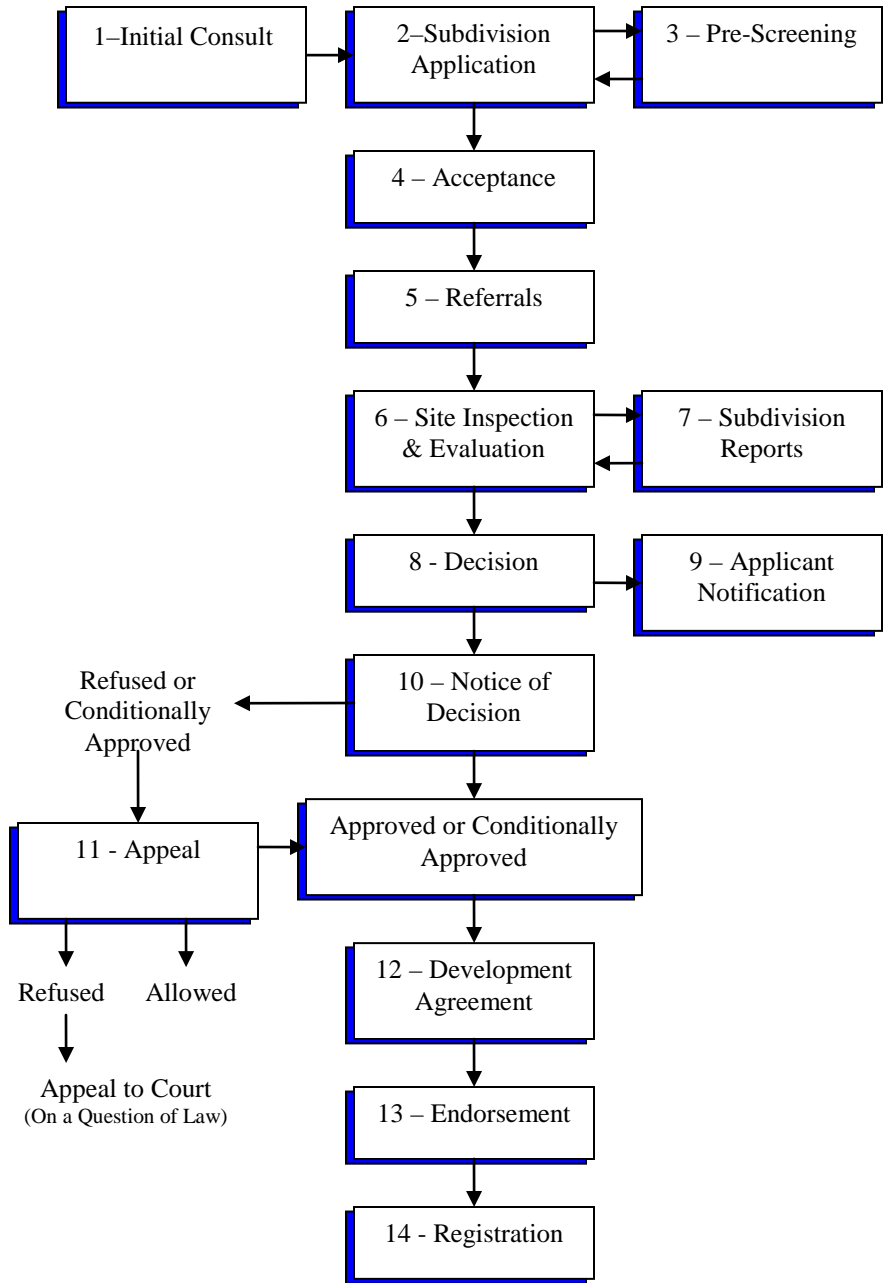 1–Initial Consult
2–Subdivision
Application
3 – Pre-Screening
4 – Acceptance
5 – Referrals
6 – Site Inspection
& Evaluation
7 – Subdivision
Reports
8 - Decision
9 – Applicant
Notification
10 – Notice of
Decision
Refused or
Conditionally
Approved
11 - Appeal
Approved or Conditionally
Approved
Refused
Allowed
Appeal to Court
(On a Question of Law)
12 – Development
Agreement
13 – Endorsement
14 - Registration